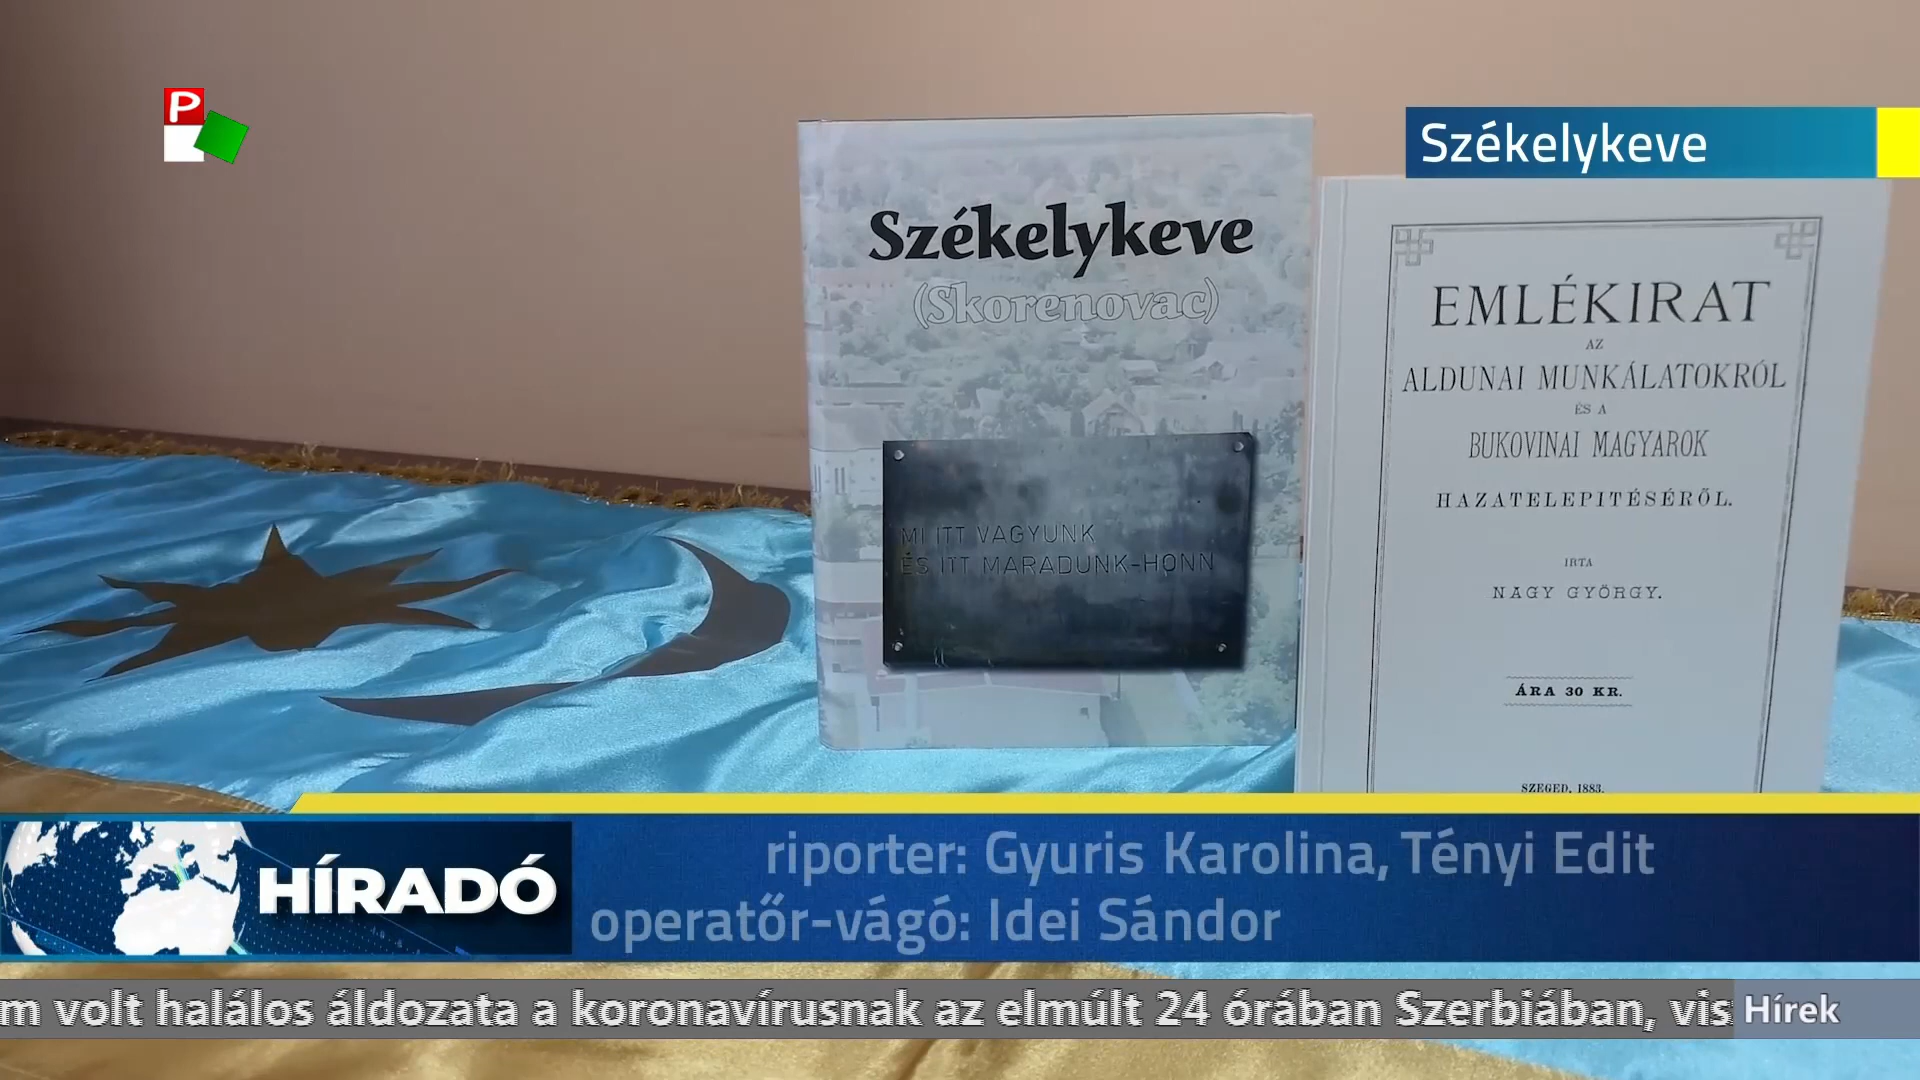 P
Székelykeve
Székelykeve
(Skorenovac)
MI ITT VAGYUNK
ÉS ITT MARADUNK-HONN
EMLÉKIRAT
AZ
ALDUNAI MUNKÁLATOKRÓL
ÉS A
BUKOVINAI MAGYAROK
HAZATELEPITÉSÉRŐL.
IRTA
NAGY GYÖRGY.
ÁRA 30 KR.
SZEGED, 1883.
HÍRADÓ
riporter: Gyuris Karolina, Tényi Edit
operatőr-vágó: Idei Sándor
m volt halálos áldozata a koronavírusnak az elmúlt 24 órában Szerbiában, vis
Hírek